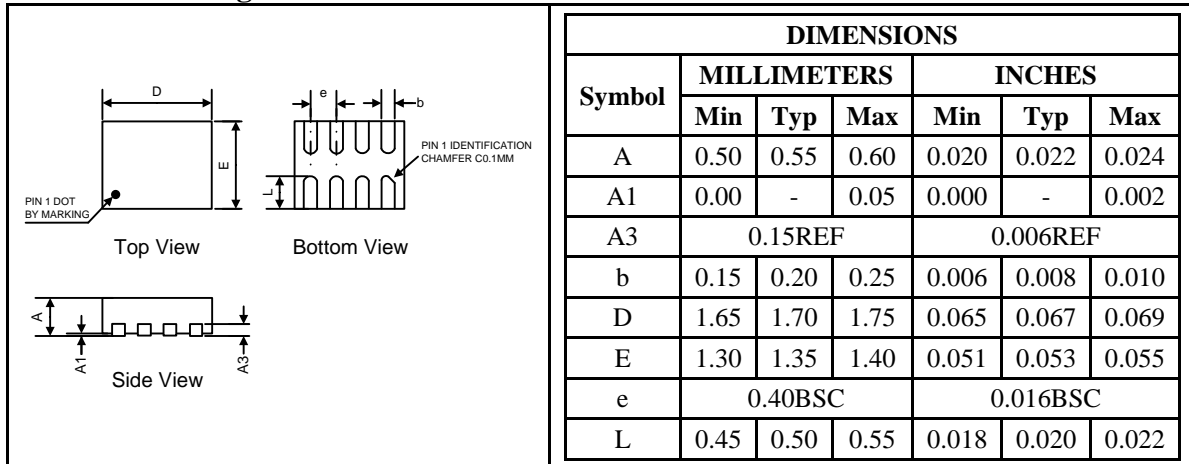 D
e
b
E
L
PIN 1 IDENTIFICATION
CHAMFER C0.1MM
PIN 1 DOT
BY MARKING
Top View
Bottom View
A
A1
A3
Side View
DIMENSIONS
Symbol MILLIMETERS INCHES
Min Typ Max Min Typ Max
A 0.50 0.55 0.60 0.020 0.022 0.024
A1 0.00 - 0.05 0.000 - 0.002
A3 0.15REF 0.006REF
b 0.15 0.20 0.25 0.006 0.008 0.010
D 1.65 1.70 1.75 0.065 0.067 0.069
E 1.30 1.35 1.40 0.051 0.053 0.055
e 0.40BSC 0.016BSC
L 0.45 0.50 0.55 0.018 0.020 0.022